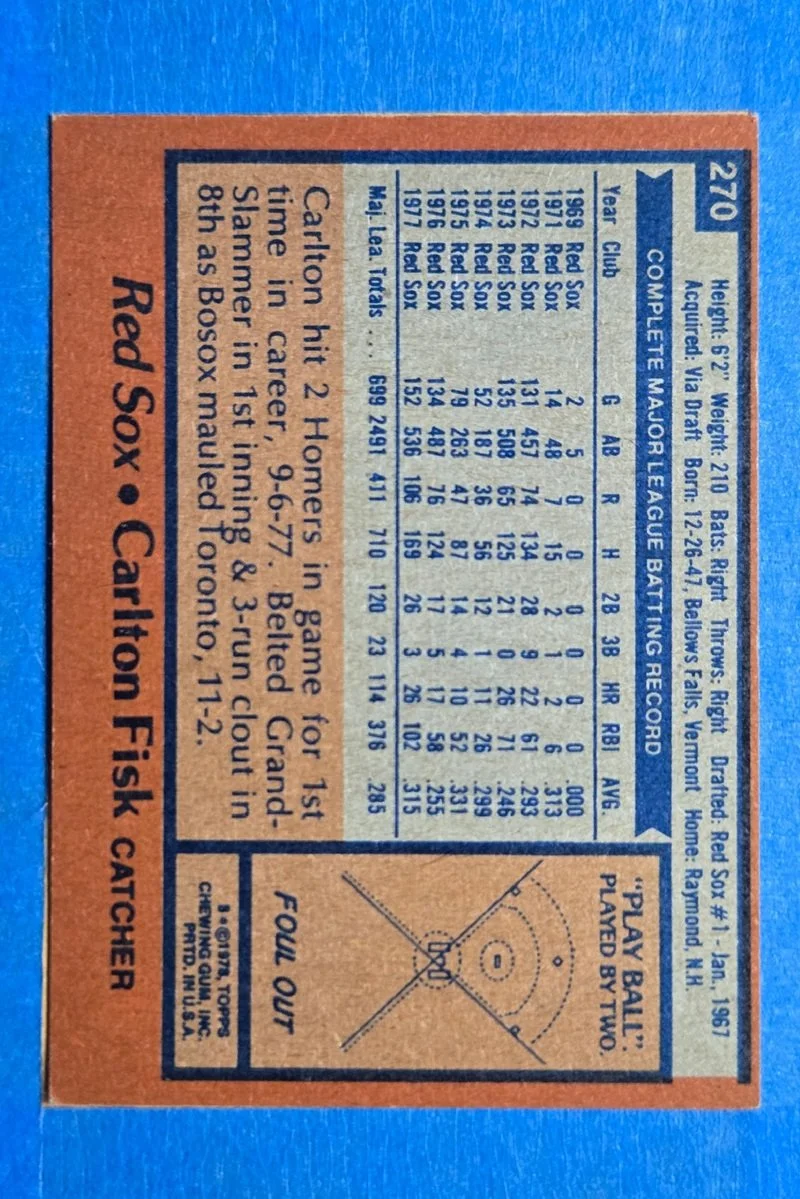 270
Height: 6'2" Weight: 210 Bats: Right Throws: Right Drafted: Red Sox #1 - Jan., 1967
Acquired: Via Draft Born: 12-26-47, Bellows Falls, Vermont Home: Raymond, N.H.
COMPLETE MAJOR LEAGUE BATTING RECORD
Year Club G AB R H 2B 3B HR RBI AVG.
1969 Red Sox 2 5 0 0 0 0 0 0 .000
1971 Red Sox 14 48 7 15 2 1 2 6 .313
1972 Red Sox 131 457 74 134 28 9 22 61 .293
1973 Red Sox 135 508 65 125 21 0 26 71 .246
1974 Red Sox 52 187 36 56 12 1 11 26 .299
1975 Red Sox 79 263 47 87 14 4 10 52 .331
1976 Red Sox 134 487 76 124 17 5 17 58 .255
1977 Red Sox 152 536 106 169 26 3 26 102 .315
Maj. Lea. Totals ... 699 2491 411 710 120 23 114 376 .285
Carlton hit 2 Homers in game for 1st
time in career, 9-6-77. Belted Grand-
Slammer in 1st inning & 3-run clout in
8th as Bosox mauled Toronto, 11-2.
"PLAY BALL":
PLAYED BY TWO.
FOUL OUT
©1978, TOPPS
CHEWING GUM, INC.
PRTD. IN U.S.A.
Red Sox • Carlton Fisk CATCHER